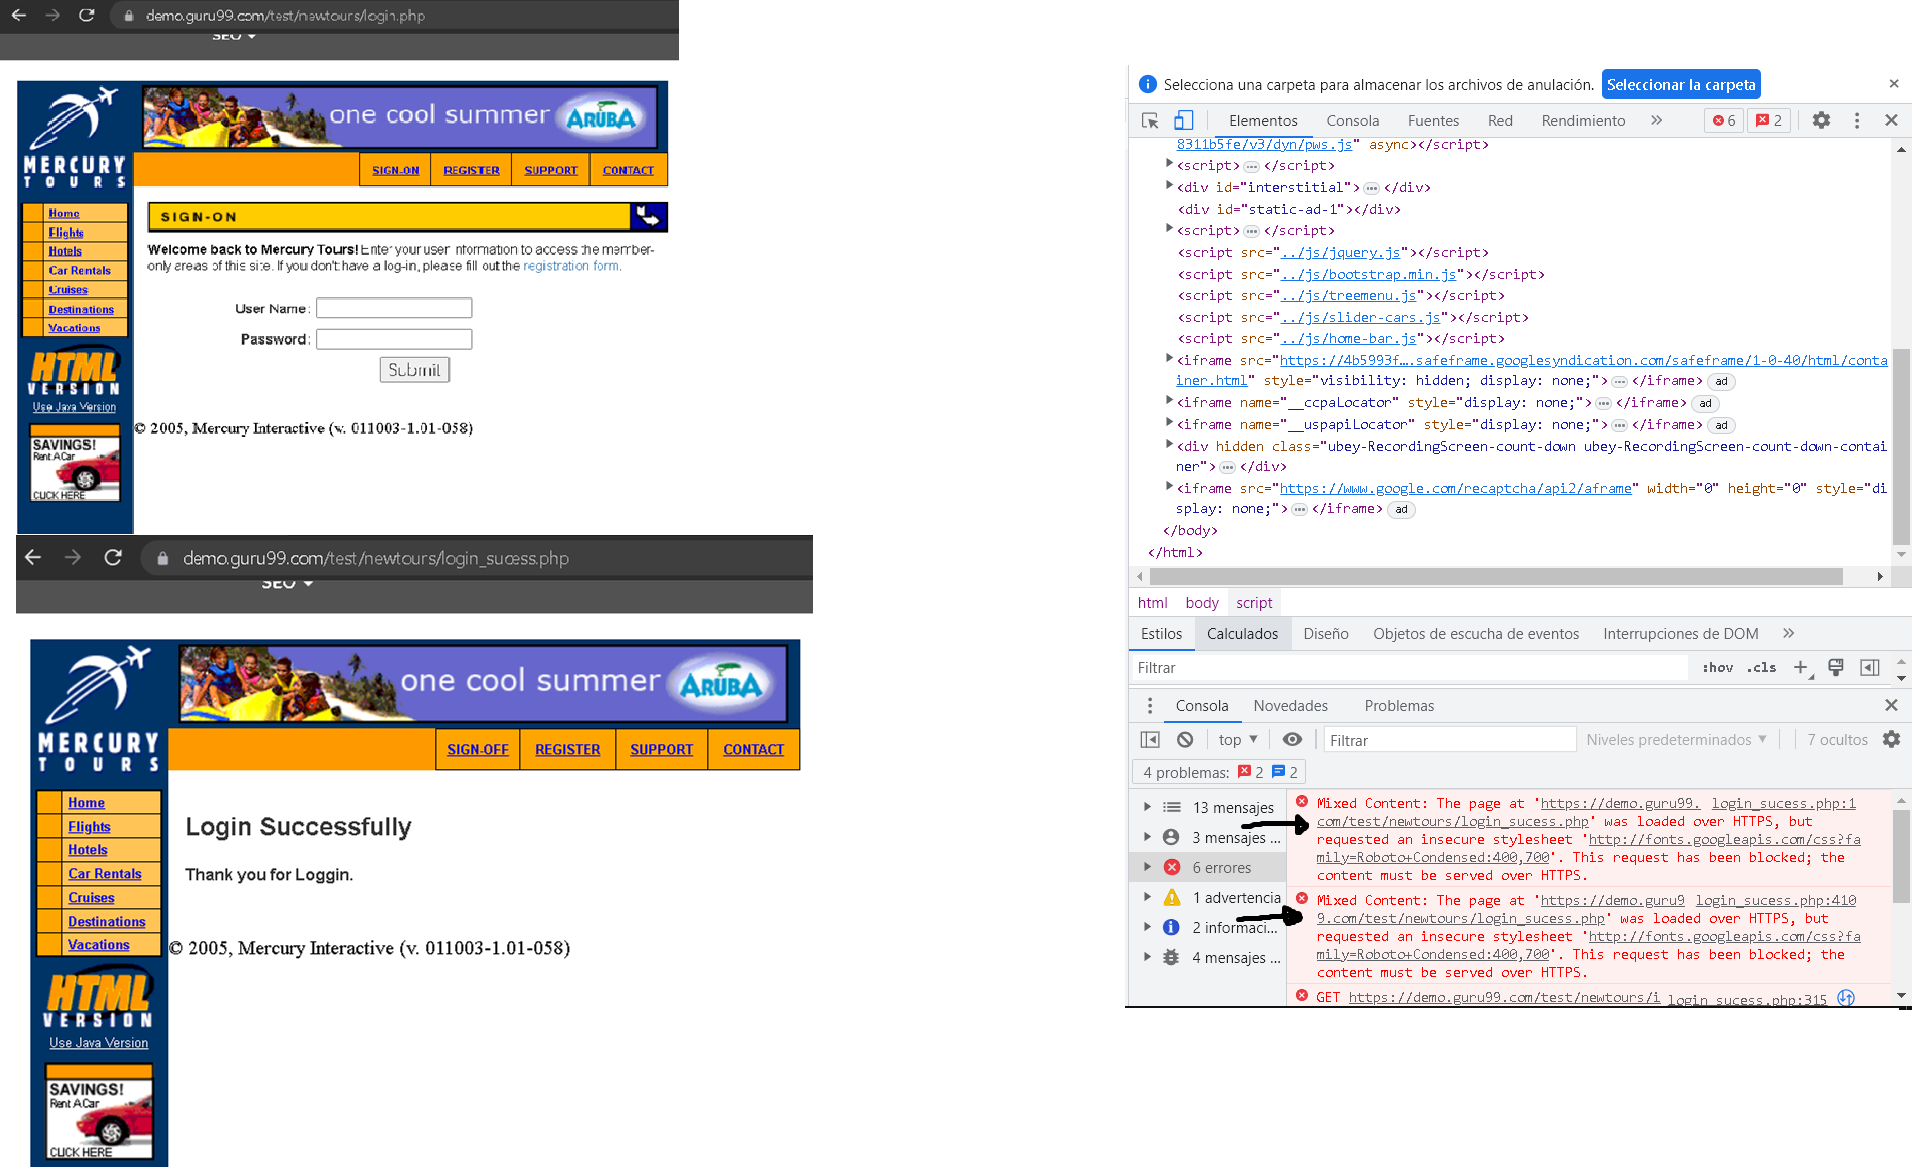 demo.guru99.com/test/newtours/login.php
SEO
one cool summer ARUBA
MERCURY
TOURS
SIGN-ON REGISTER SUPPORT CONTACT
SIGN-ON
Home
Flights
Hotels
Car Rentals
Cruises
Destinations
Vacations
Welcome back to Mercury Tours! Enter your user information to access the member-
only areas of this site. If you don't have a log-in, please fill out the registration form.
User Name:
Password:
Submit
HTML
VERSION
Use Java Version
© 2005, Mercury Interactive (v. 011003-1.01-058)
SAVINGS!
Rent A Car
CLICK HERE
demo.guru99.com/test/newtours/login_sucess.php
SEO
one cool summer ARUBA
MERCURY
TOURS
SIGN-OFF REGISTER SUPPORT CONTACT
Home
Flights
Hotels
Car Rentals
Cruises
Destinations
Vacations
Login Successfully
Thank you for Loggin.
© 2005, Mercury Interactive (v. 011003-1.01-058)
HTML
VERSION
Use Java Version
SAVINGS!
Rent A Car
CLICK HERE
Selecciona una carpeta para almacenar los archivos de anulación. Seleccionar la carpeta
Elementos Consola Fuentes Red Rendimiento 6 2
8311b5fe/v3/dyn/pws.js" async></script>
<script>…</script>
<div id="interstitial">…</div>
<div id="static-ad-1"></div>
<script>…</script>
<script src="../js/jquery.js"></script>
<script src="../js/bootstrap.min.js"></script>
<script src="../js/treemenu.js"></script>
<script src="../js/slider-cars.js"></script>
<script src="../js/home-bar.js"></script>
<iframe src="https://4b5993f….safeframe.googlesyndication.com/safeframe/1-0-40/html/conta
iner.html" style="visibility: hidden; display: none;">…</iframe> ad
<iframe name="__ccpaLocator" style="display: none;">…</iframe> ad
<iframe name="__uspapiLocator" style="display: none;">…</iframe> ad
<div hidden class="ubey-RecordingScreen-count-down ubey-RecordingScreen-count-down-contai
ner">…</div>
<iframe src="https://www.google.com/recaptcha/api2/aframe" width="0" height="0" style="di
splay: none;">…</iframe> ad
</body>
</html>
html body script
Estilos Calculados Diseño Objetos de escucha de eventos Interrupciones de DOM
Filtrar :hov .cls
Consola Novedades Problemas
top Filtrar Niveles predeterminados 7 ocultos
4 problemas: 2 2
13 mensajes
3 mensajes ...
6 errores
1 advertencia
2 informaci...
4 mensajes ...
Mixed Content: The page at 'https://demo.guru99. login_sucess.php:1
com/test/newtours/login_sucess.php' was loaded over HTTPS, but
requested an insecure stylesheet 'http://fonts.googleapis.com/css?fa
mily=Roboto+Condensed:400,700'. This request has been blocked; the
content must be served over HTTPS.
Mixed Content: The page at 'https://demo.guru9 login_sucess.php:410
9.com/test/newtours/login_sucess.php' was loaded over HTTPS, but
requested an insecure stylesheet 'http://fonts.googleapis.com/css?fa
mily=Roboto+Condensed:400,700'. This request has been blocked; the
content must be served over HTTPS.
GET https://demo.guru99.com/test/newtours/i login_sucess.php:315